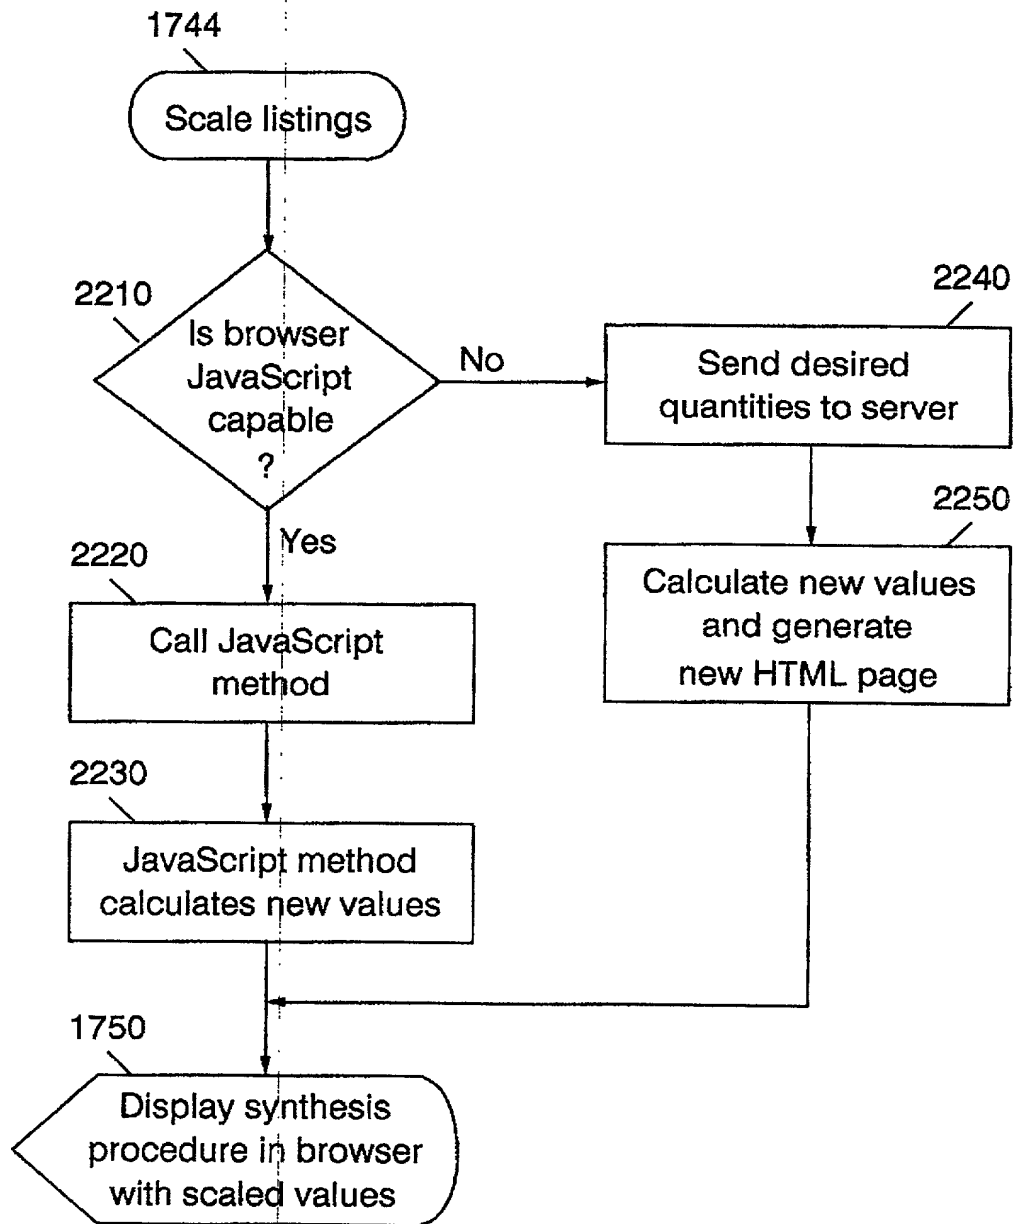 1744
Scale listings
2210
Is browser
JavaScript
capable
?
No
Yes
2240
Send desired
quantities to server
2250
Calculate new values
and generate
new HTML page
2220
Call JavaScript
method
2230
JavaScript method
calculates new values
1750
Display synthesis
procedure in browser
with scaled values